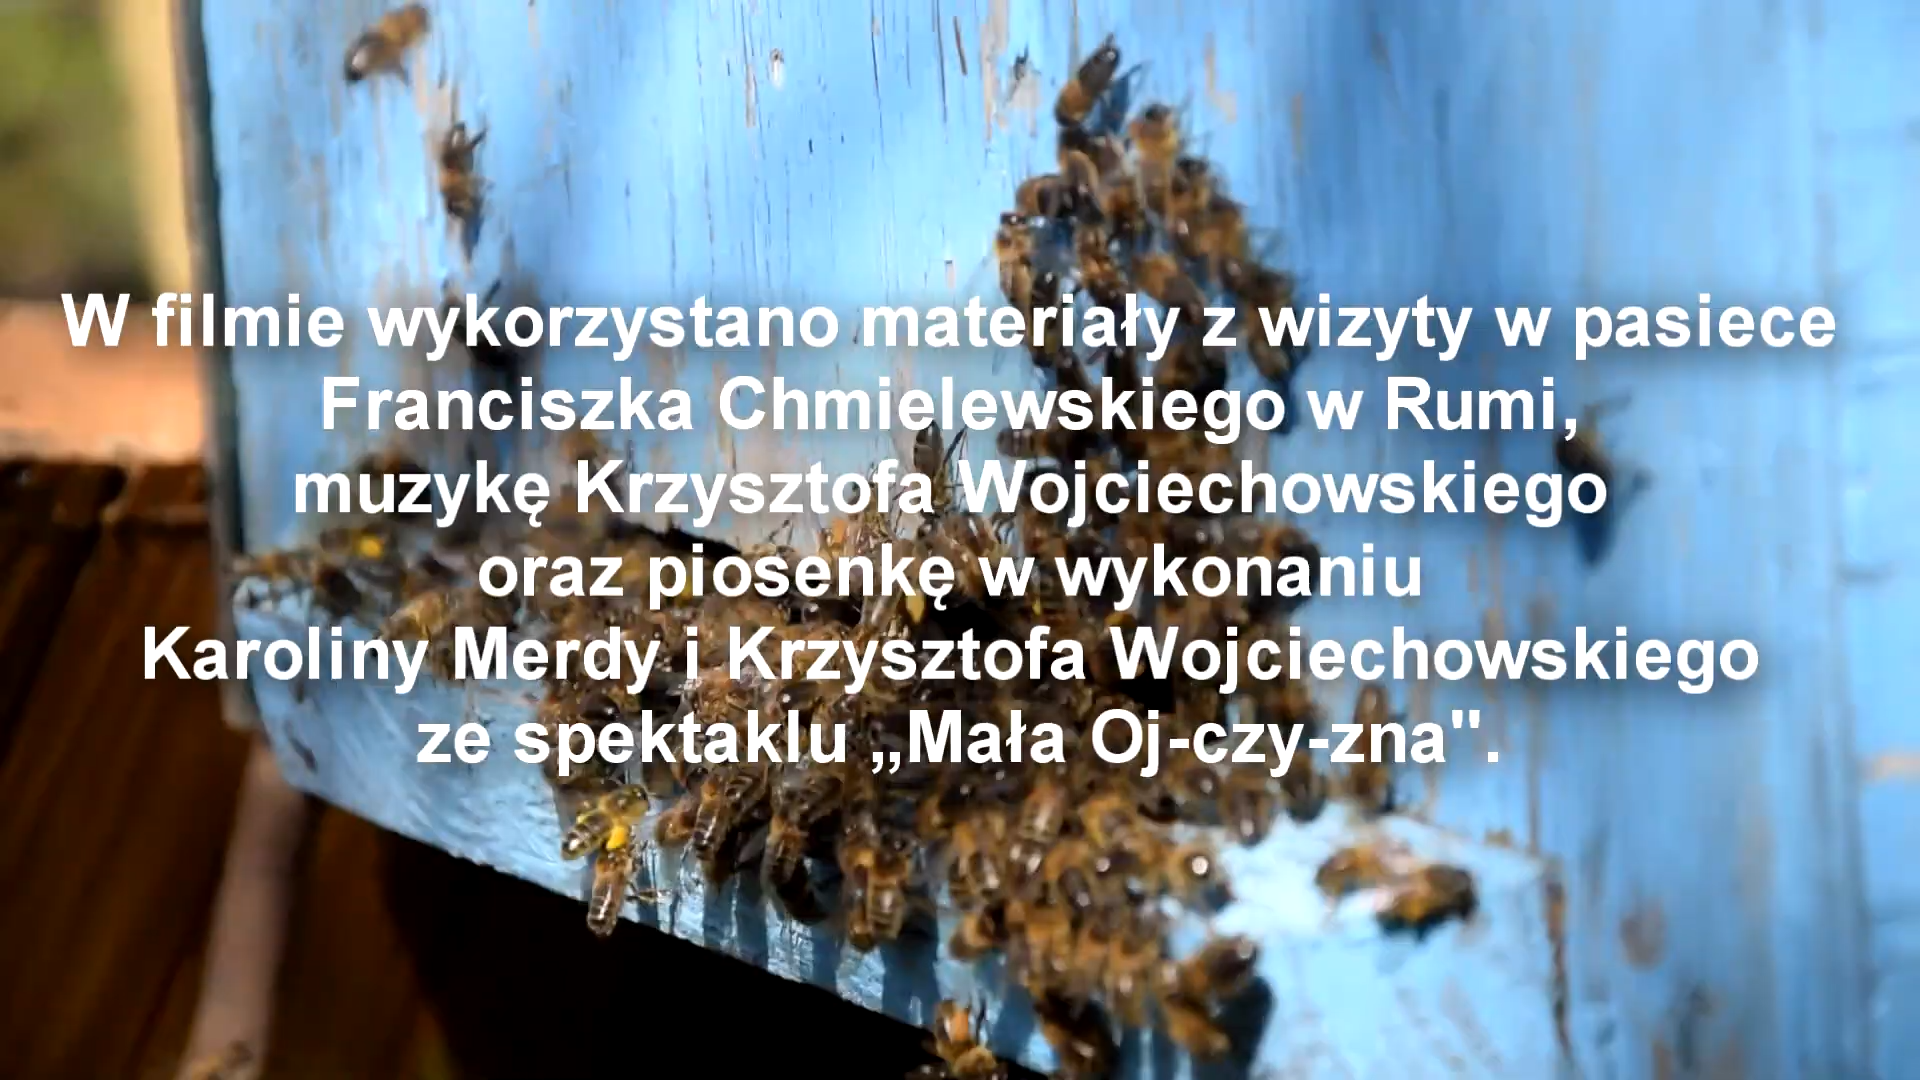 W filmie wykorzystano materiały z wizyty w pasiece
Franciszka Chmielewskiego w Rumi,
muzykę Krzysztofa Wojciechowskiego
oraz piosenkę w wykonaniu
Karoliny Merdy i Krzysztofa Wojciechowskiego
ze spektaklu „Mała Oj-czy-zna".